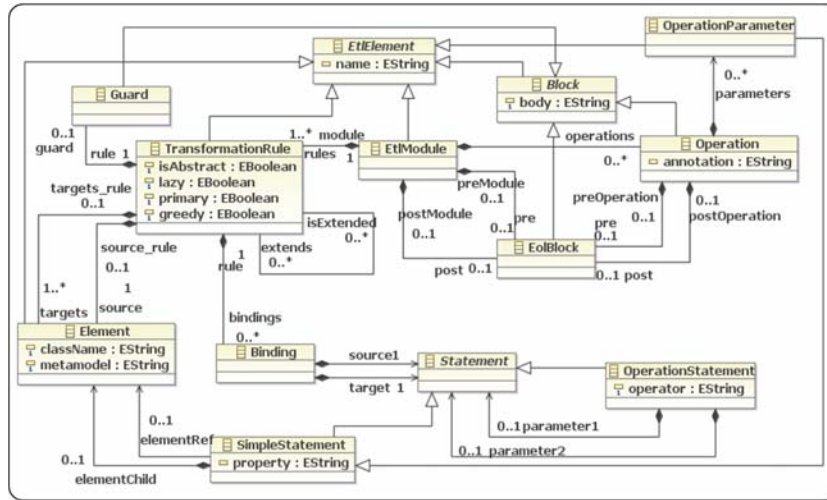 EtlElement
name : EString
OperationParameter
Guard
Block
body : EString
0..*
parameters
0..1
guard
rule 1
TransformationRule
isAbstract : EBoolean
lazy : EBoolean
primary : EBoolean
greedy : EBoolean
1..* module
rules 1
EtlModule
operations
0..*
Operation
annotation : EString
targets_rule
0..1
preModule
0..1
pre
0..1
postModule
0..1
preOperation
0..1
pre
0..1
0..1
postOperation
isExtended
0..*
extends
0..*
source_rule
0..1
1
source
1
rule
EolBlock
post 0..1
0..1 post
1..*
targets
bindings
0..*
Element
className : EString
metamodel : EString
Binding
source1
target 1
Statement
OperationStatement
operator : EString
0..1
elementRef
0..1parameter1
0..1 parameter2
SimpleStatement
property : EString
0..1
elementChild